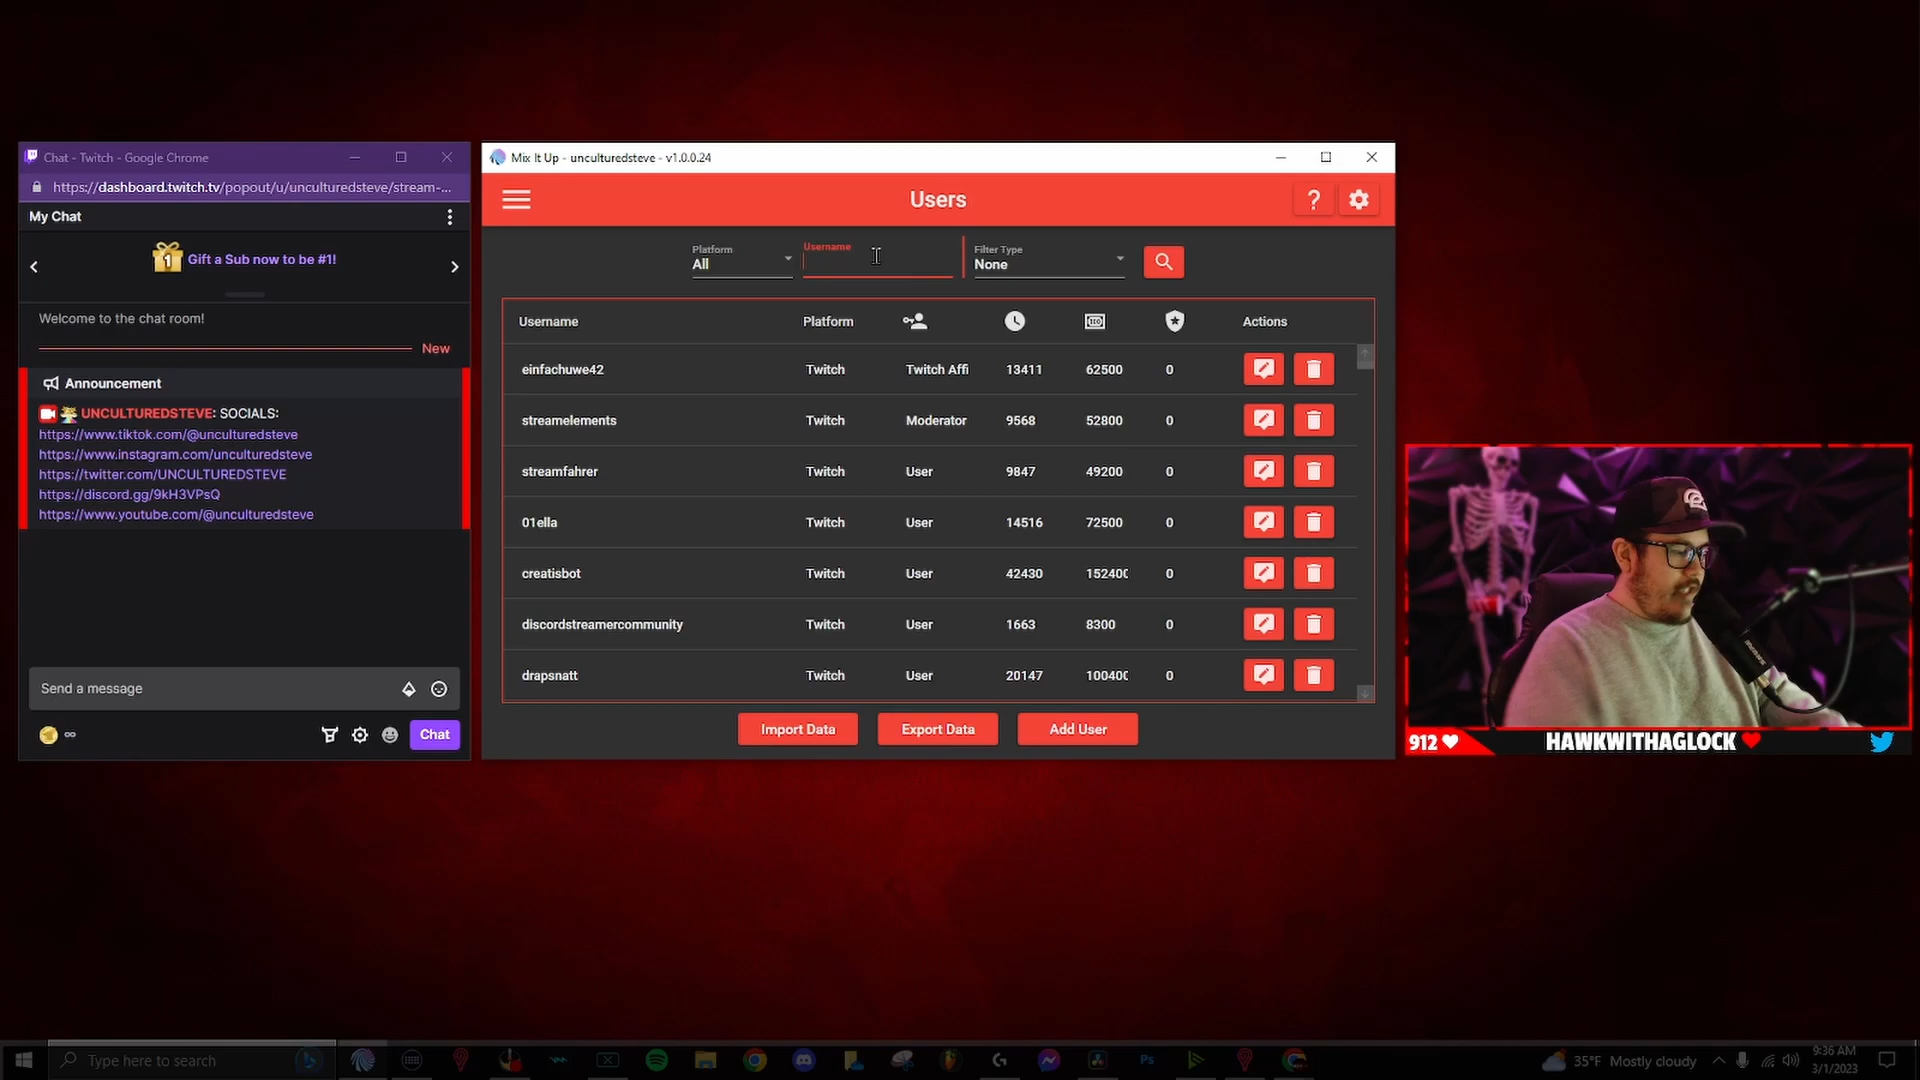 Chat - Twitch - Google Chrome
https://dashboard.twitch.tv/popout/u/unculturedsteve/stream-...
My Chat
1 Gift a Sub now to be #1!
Welcome to the chat room!
New
Announcement
UNCULTUREDSTEVE: SOCIALS:
https://www.tiktok.com/@unculturedsteve
https://www.instagram.com/unculturedsteve
https://twitter.com/UNCULTUREDSTEVE
https://discord.gg/9kH3VPsQ
https://www.youtube.com/@unculturedsteve
Send a message
Chat
Mix It Up - unculturedsteve - v1.0.0.24
Users
?
Platform
All
Username
Filter Type
None
Username Platform Actions
einfachuwe42 Twitch Twitch Affi 13411 62500 0
streamelements Twitch Moderator 9568 52800 0
streamfahrer Twitch User 9847 49200 0
01ella Twitch User 14516 72500 0
creatisbot Twitch User 42430 15240( 0
discordstreamercommunity Twitch User 1663 8300 0
drapsnatt Twitch User 20147 10040( 0
Import Data Export Data Add User
912 HAWKWITHAGLOCK
Type here to search
Ps
35°F Mostly cloudy
9:36 AM
3/1/2023